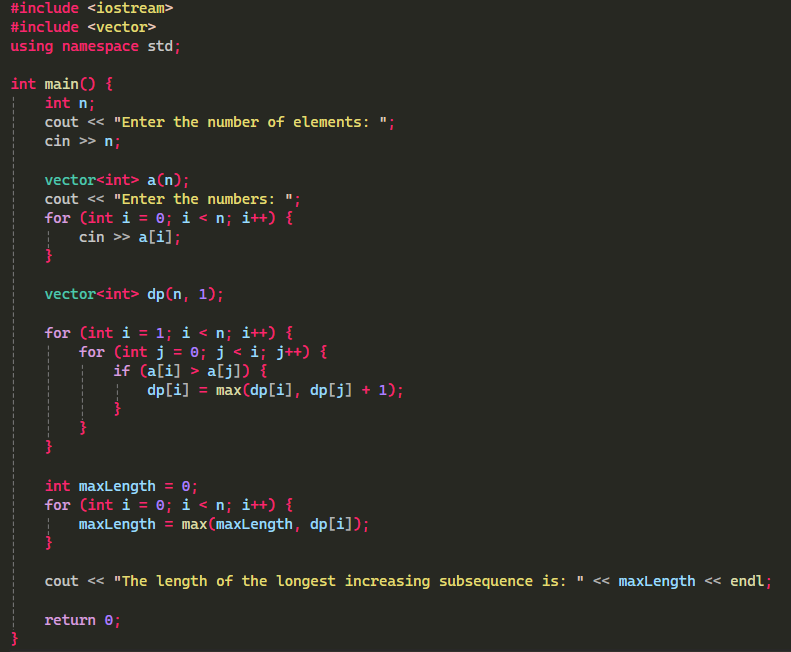 #include <iostream>
#include <vector>
using namespace std;

int main() {
    int n;
    cout << "Enter the number of elements: ";
    cin >> n;

    vector<int> a(n);
    cout << "Enter the numbers: ";
    for (int i = 0; i < n; i++) {
        cin >> a[i];
    }

    vector<int> dp(n, 1);

    for (int i = 1; i < n; i++) {
        for (int j = 0; j < i; j++) {
            if (a[i] > a[j]) {
                dp[i] = max(dp[i], dp[j] + 1);
            }
        }
    }

    int maxLength = 0;
    for (int i = 0; i < n; i++) {
        maxLength = max(maxLength, dp[i]);
    }

    cout << "The length of the longest increasing subsequence is: " << maxLength << endl;

    return 0;
}